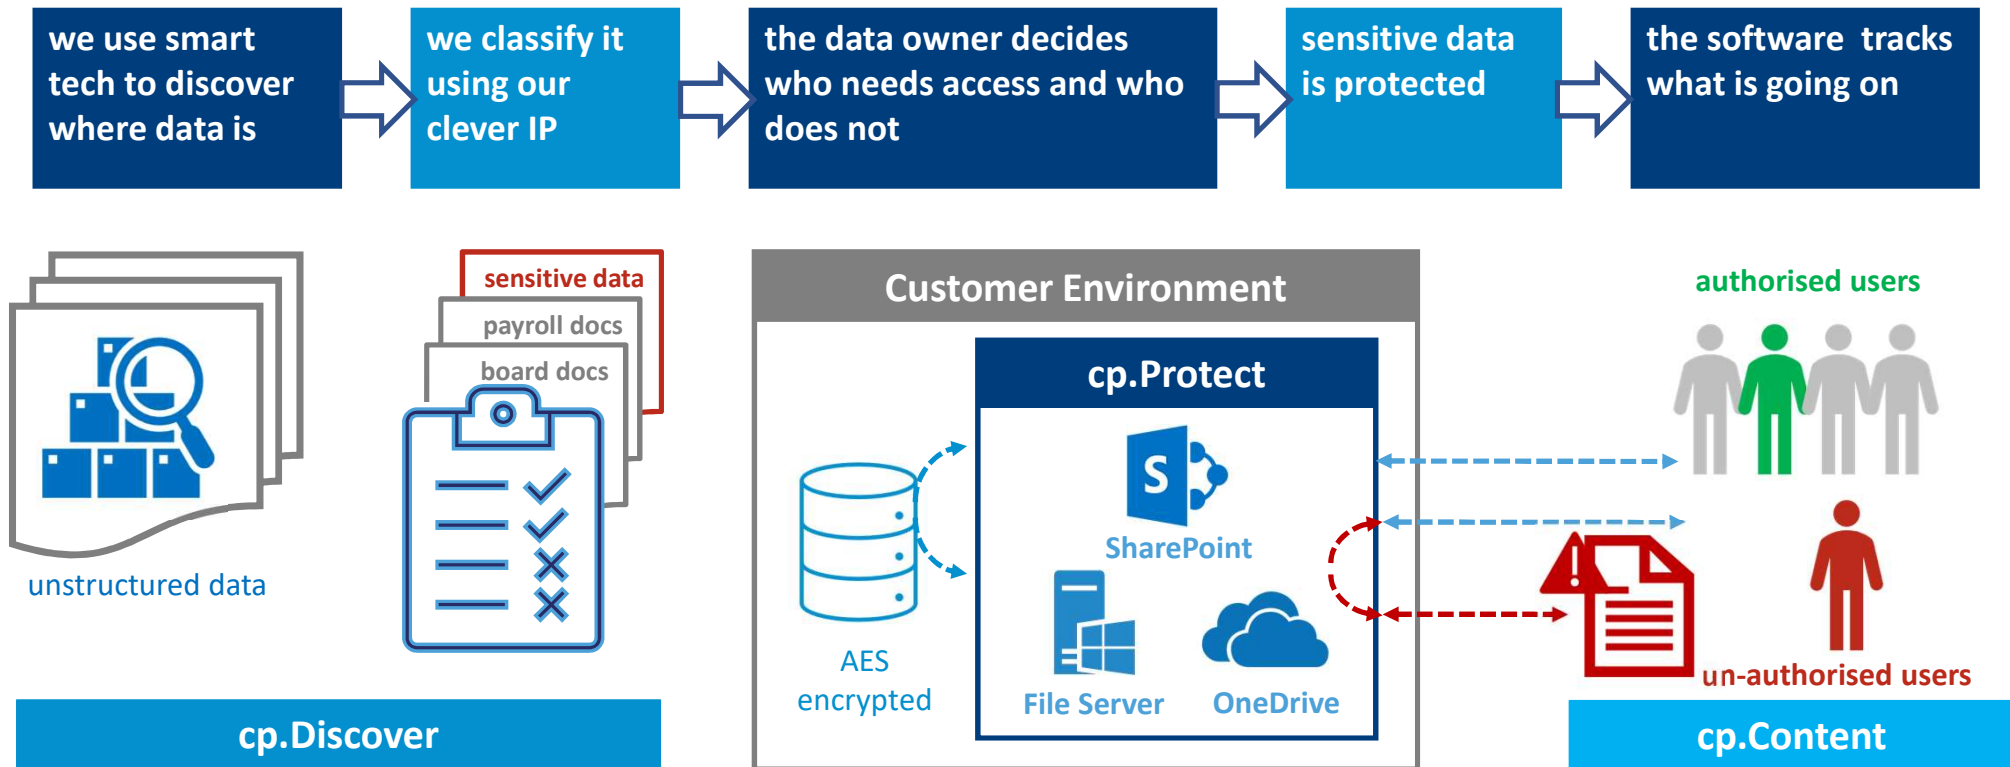 we use smart
tech to discover
where data is
we classify it
using our
clever IP
the data owner decides
who needs access and who
does not
sensitive data
is protected
the software  tracks
what is going on
unstructured data
sensitive data
payroll docs
board docs
cp.Discover
Customer Environment
cp.Protect
S
SharePoint
File Server
OneDrive
AES
encrypted
authorised users
un-authorised users
cp.Content